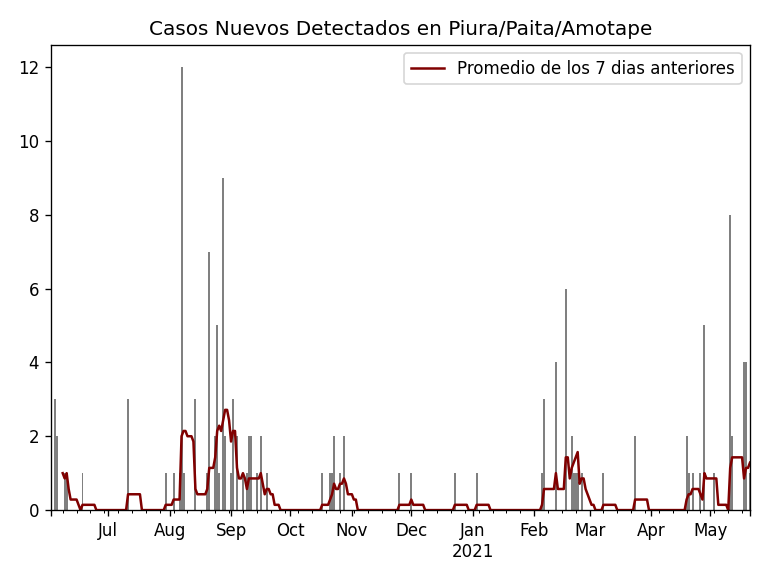 Casos Nuevos Detectados en Piura/Paita/Amotape
Promedio de los 7 dias anteriores
12
10
8
6
4
2
0
Jul Aug Sep Oct Nov Dec Jan Feb Mar Apr May
2021